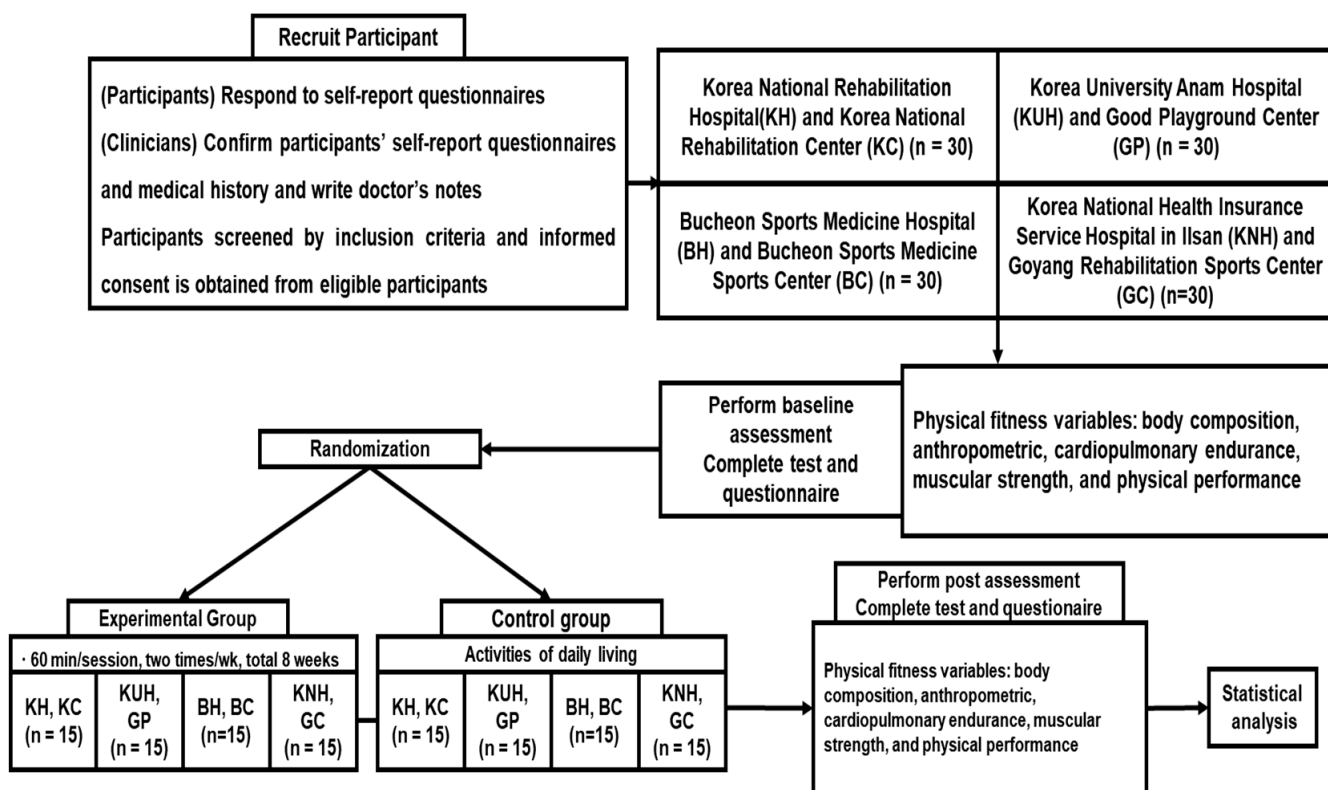 Recruit Participant
(Participants) Respond to self-report questionnaires
(Clinicians) Confirm participants' self-report questionnaires
and medical history and write doctor's notes
Participants screened by inclusion criteria and informed
consent is obtained from eligible participants
Korea National Rehabilitation
Hospital(KH) and Korea National
Rehabilitation Center (KC) (n = 30)
Korea University Anam Hospital
(KUH) and Good Playground Center
(GP) (n = 30)
Bucheon Sports Medicine Hospital
(BH) and Bucheon Sports Medicine
Sports Center (BC) (n = 30)
Korea National Health Insurance
Service Hospital in Ilsan (KNH) and
Goyang Rehabilitation Sports Center
(GC) (n=30)
Perform baseline
assessment
Complete test and
questionnaire
Physical fitness variables: body composition,
anthropometric, cardiopulmonary endurance,
muscular strength, and physical performance
Randomization
Experimental Group
· 60 min/session, two times/wk, total 8 weeks
KH, KC
(n = 15)
KUH,
GP
(n = 15)
BH, BC
(n=15)
KNH,
GC
(n = 15)
Control group
Activities of daily living
KH, KC
(n = 15)
KUH,
GP
(n = 15)
BH, BC
(n=15)
KNH,
GC
(n = 15)
Perform post assessment
Complete test and questionaire
Physical fitness variables: body
composition, anthropometric,
cardiopulmonary endurance, muscular
strength, and physical performance
Statistical
analysis